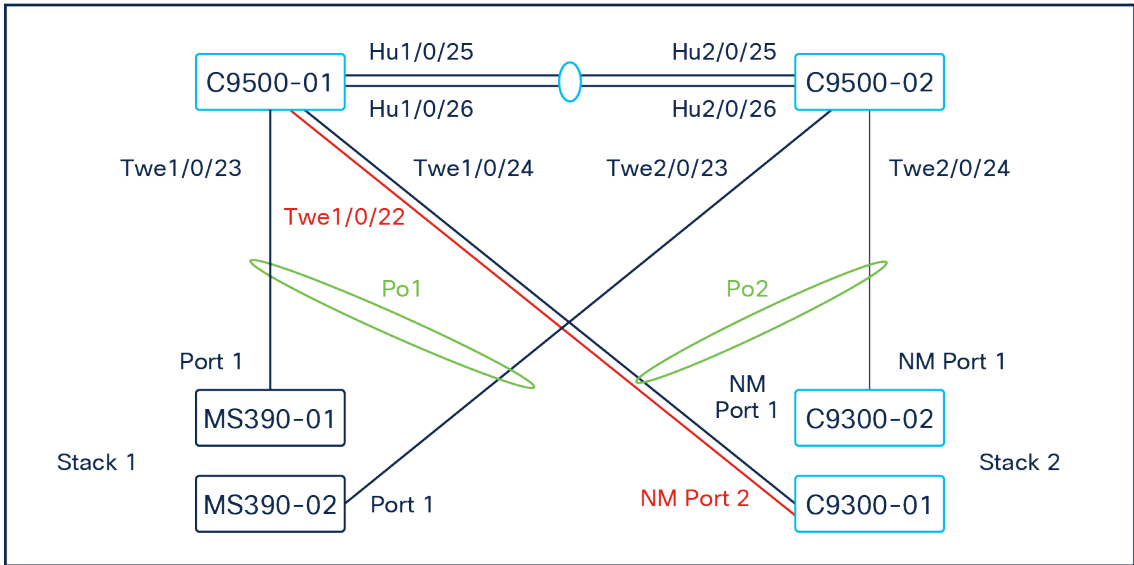 Hu1/0/25
Hu2/0/25
C9500-01
C9500-02
Hu1/0/26
Hu2/0/26
Twe1/0/23
Twe1/0/24
Twe2/0/23
Twe2/0/24
Twe1/0/22
Po1
Po2
Port 1
NM Port 1
NM
Port 1
MS390-01
C9300-02
Stack 1
Stack 2
MS390-02
Port 1
NM Port 2
C9300-01